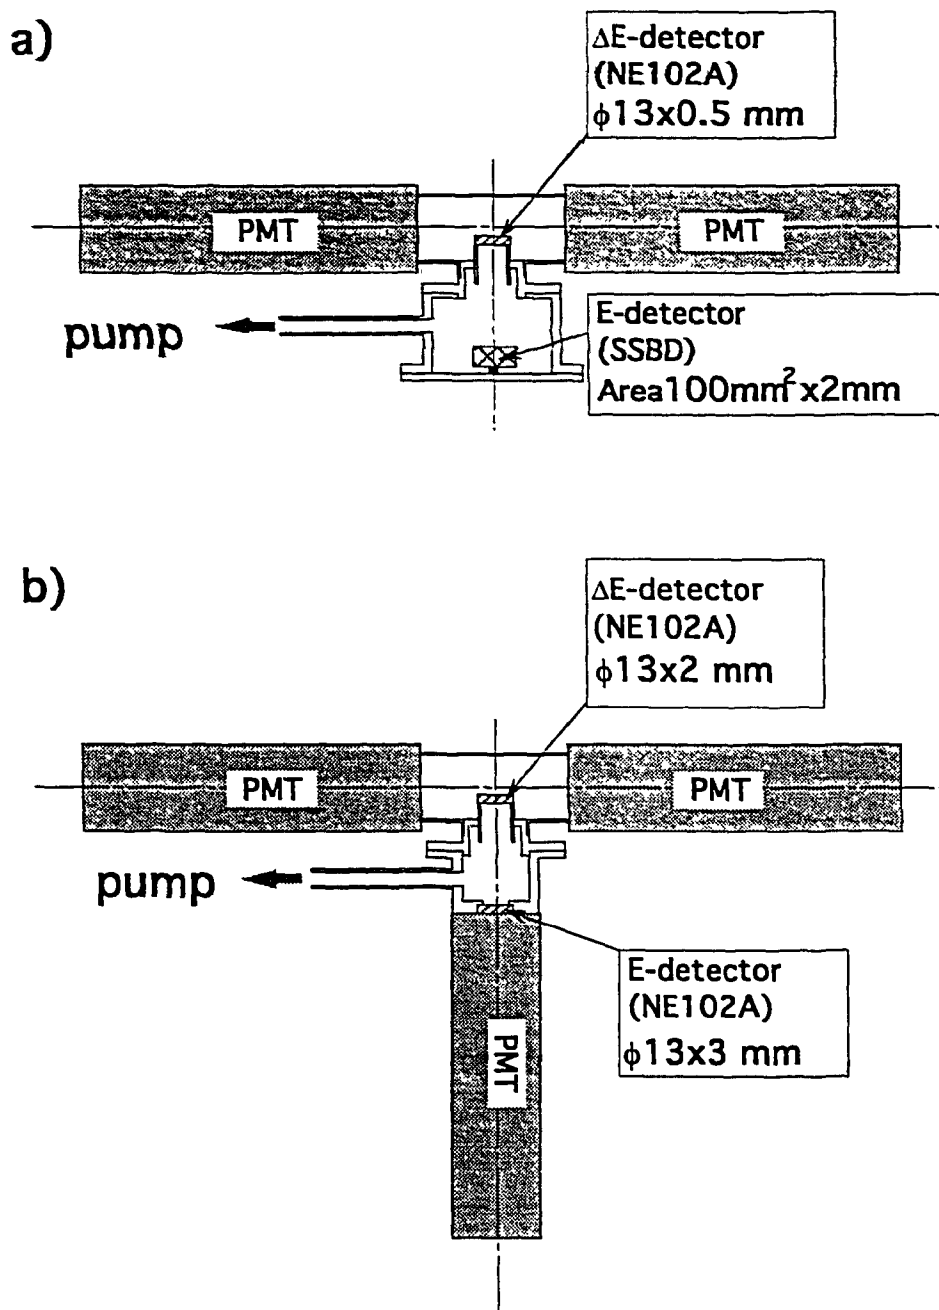 a)
ΔE-detector
(NE102A)
ϕ13x0.5 mm
PMT
PMT
pump
E-detector
(SSBD)
Area100mm²x2mm
b)
ΔE-detector
(NE102A)
ϕ13x2 mm
PMT
PMT
pump
E-detector
(NE102A)
ϕ13x3 mm
PMT